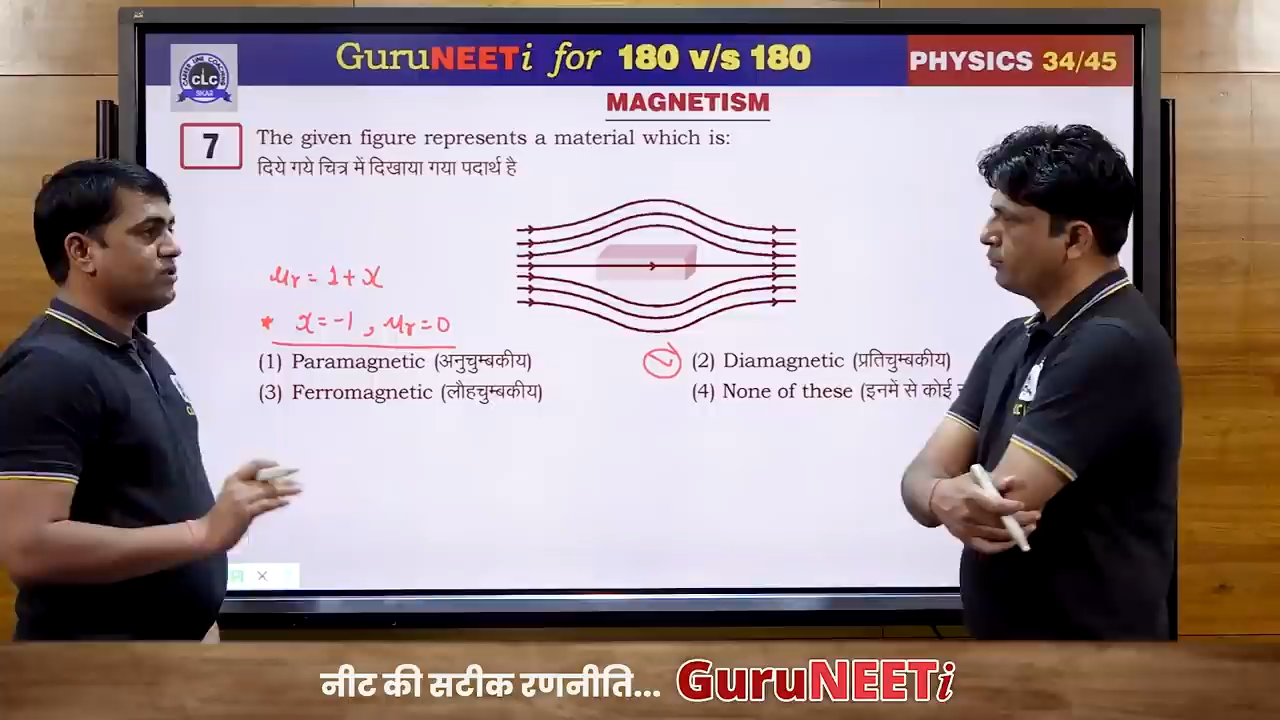 GuruNEETi for 180 v/s 180
PHYSICS 34/45
CLC
SIKAR
MAGNETISM
7
The given figure represents a material which is:
दिये गये चित्र में दिखाया गया पदार्थ है
μr = 1 + x
* x = -1 , μr = 0
(1) Paramagnetic (अनुचुम्बकीय)
(2) Diamagnetic (प्रतिचुम्बकीय)
(3) Ferromagnetic (लौहचुम्बकीय)
(4) None of these (इनमें से कोई
नीट की सटीक रणनीति... GuruNEETi